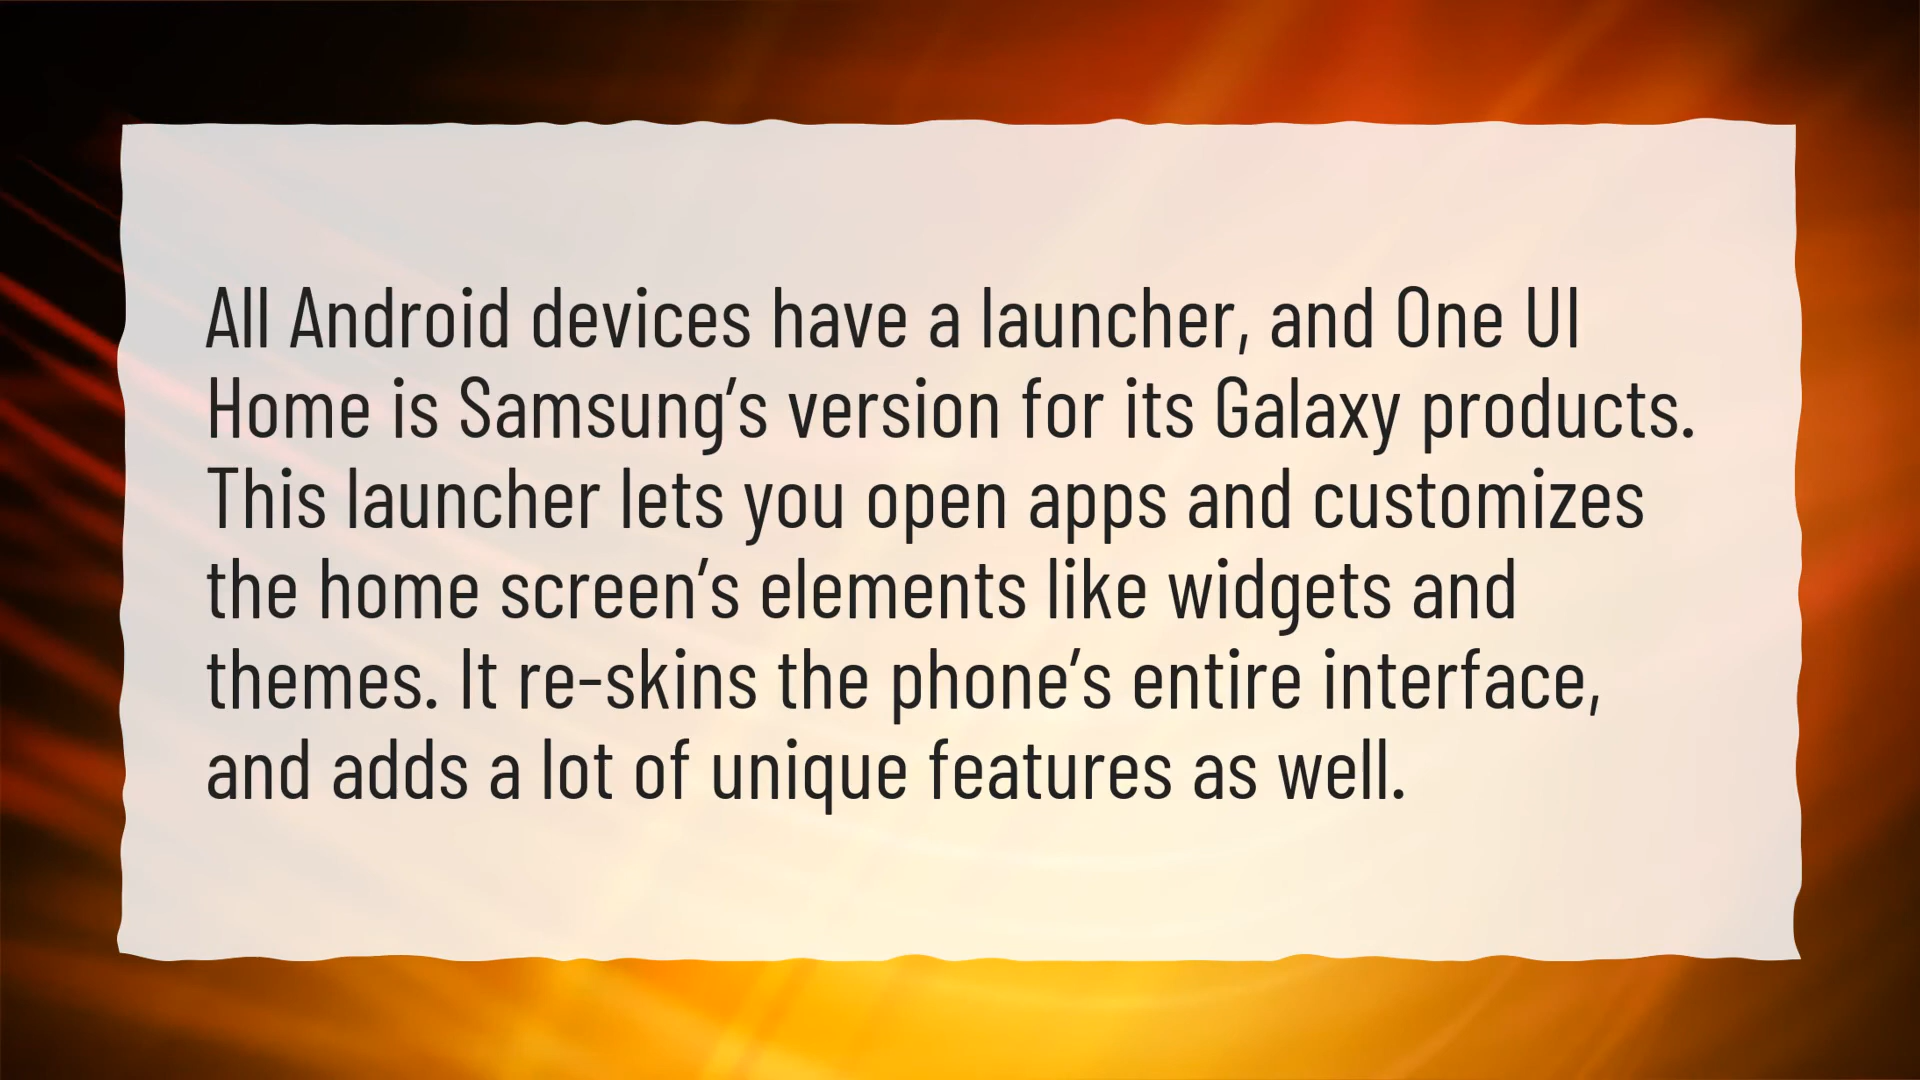 All Android devices have a launcher, and One UI
Home is Samsung’s version for its Galaxy products.
This launcher lets you open apps and customizes
the home screen’s elements like widgets and
themes. It re-skins the phone’s entire interface,
and adds a lot of unique features as well.